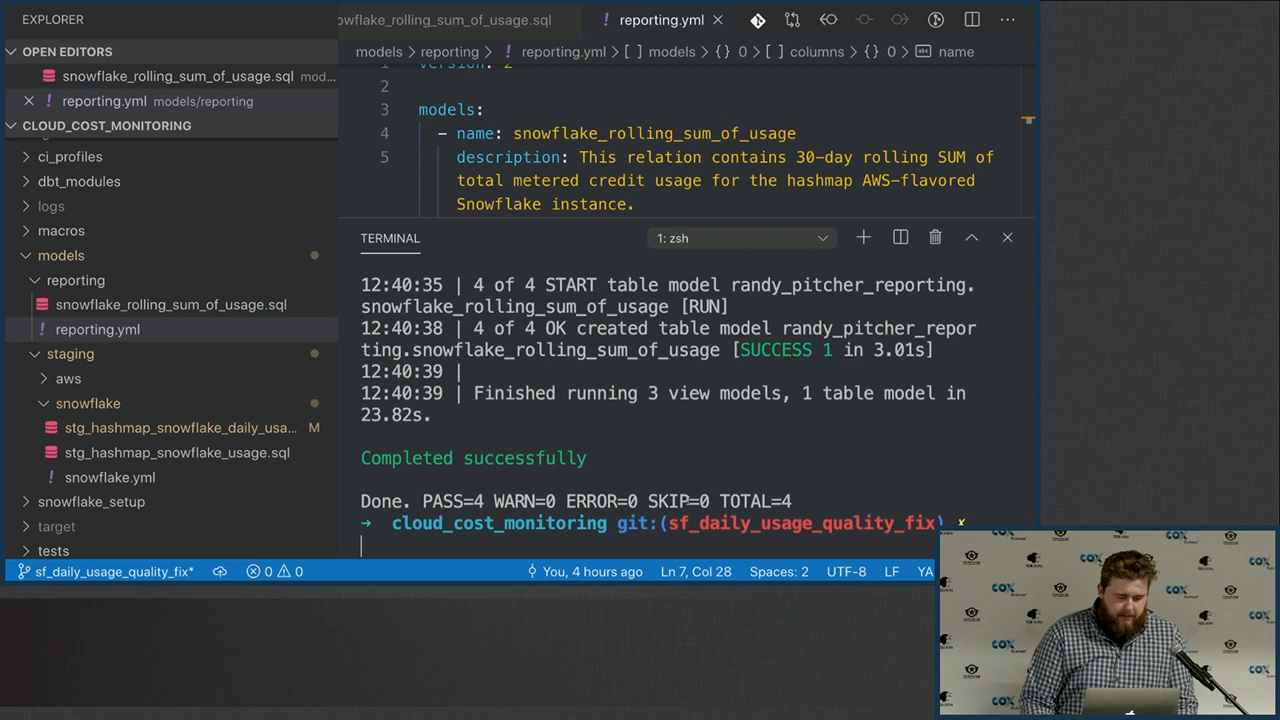 EXPLORER
OPEN EDITORS
snowflake_rolling_sum_of_usage.sql mod...
reporting.yml models/reporting
CLOUD_COST_MONITORING
ci_profiles
dbt_modules
logs
macros
models
reporting
snowflake_rolling_sum_of_usage.sql
reporting.yml
staging
aws
snowflake
stg_hashmap_snowflake_daily_usa... M
stg_hashmap_snowflake_usage.sql
snowflake.yml
snowflake_setup
target
tests
owflake_rolling_sum_of_usage.sql
! reporting.yml
models > reporting > ! reporting.yml > [ ] models > {} 0 > [ ] columns > {} 0 > name
1 version: 2
2
3 models:
4 - name: snowflake_rolling_sum_of_usage
5 description: This relation contains 30-day rolling SUM of
total metered credit usage for the hashmap AWS-flavored
Snowflake instance.
TERMINAL
1: zsh
12:40:35 | 4 of 4 START table model randy_pitcher_reporting.
snowflake_rolling_sum_of_usage [RUN]
12:40:38 | 4 of 4 OK created table model randy_pitcher_repor
ting.snowflake_rolling_sum_of_usage [SUCCESS 1 in 3.01s]
12:40:39 |
12:40:39 | Finished running 3 view models, 1 table model in
23.82s.
Completed successfully
Done. PASS=4 WARN=0 ERROR=0 SKIP=0 TOTAL=4
→ cloud_cost_monitoring git:(sf_daily_usage_quality_fix) ✗
sf_daily_usage_quality_fix* 0 0 You, 4 hours ago Ln 7, Col 28 Spaces: 2 UTF-8 LF YA
COX